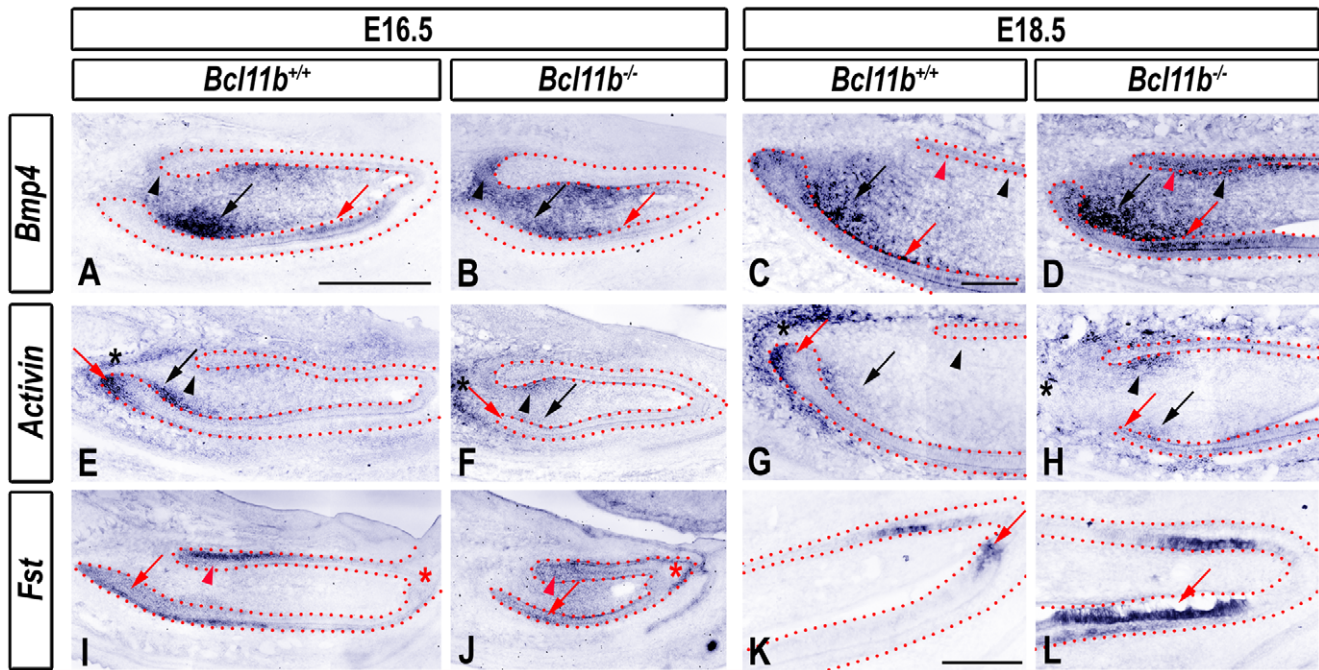 E16.5 E18.5
Bcl11b+/+ Bcl11b-/- Bcl11b+/+ Bcl11b-/-
Bmp4
A B C D
Activin
* * * *
E F G H
Fst
* *
I J K L